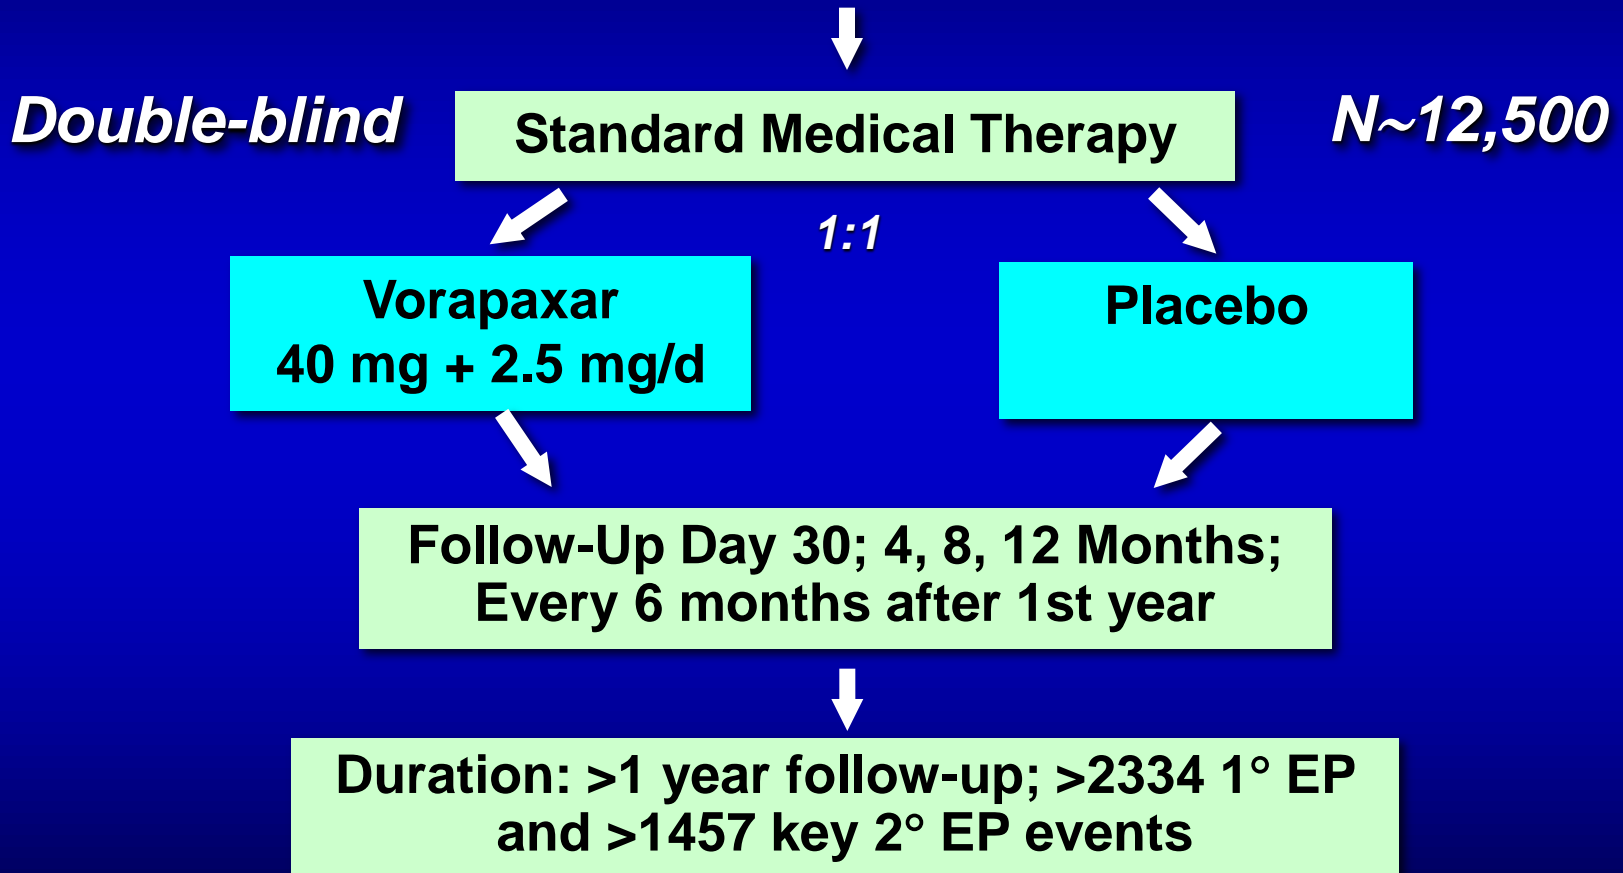 Double-blind
Standard Medical Therapy
N~12,500
1:1
Vorapaxar
40 mg + 2.5 mg/d
Placebo
Follow-Up Day 30; 4, 8, 12 Months;
Every 6 months after 1st year
Duration: >1 year follow-up; >2334 1° EP
and >1457 key 2° EP events